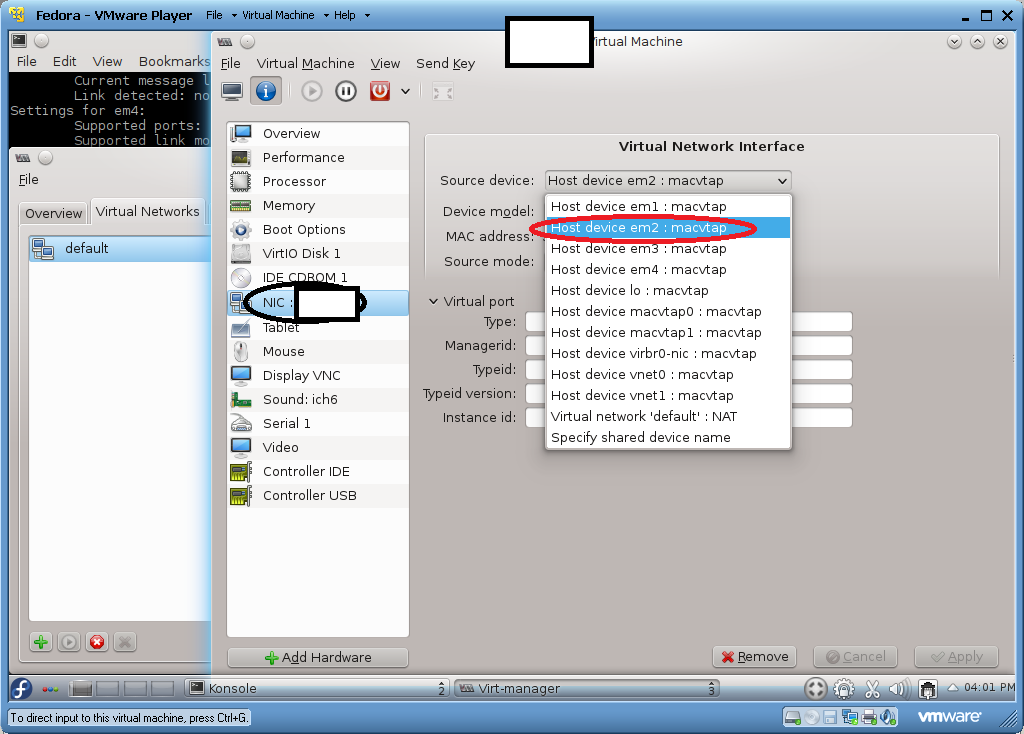 Fedora - VMware Player File Virtual Machine Help
File Edit View Bookmarks
Current message l
Link detected: no
Settings for em4:
Supported ports:
Supported link mo
File
Overview Virtual Networks
default
Virtual Machine
File Virtual Machine View Send Key
Overview
Performance
Processor
Memory
Boot Options
VirtIO Disk 1
IDE CDROM 1
NIC :
Tablet
Mouse
Display VNC
Sound: ich6
Serial 1
Video
Controller IDE
Controller USB
Add Hardware
Virtual Network Interface
Source device: Host device em2 : macvtap
Device model:
MAC address:
Source mode:
Host device em1 : macvtap
Host device em2 : macvtap
Host device em3 : macvtap
Host device em4 : macvtap
Host device lo : macvtap
Host device macvtap0 : macvtap
Host device macvtap1 : macvtap
Host device virbr0-nic : macvtap
Host device vnet0 : macvtap
Host device vnet1 : macvtap
Virtual network 'default' : NAT
Specify shared device name
Virtual port
Type:
Managerid:
Typeid:
Typeid version:
Instance id:
Remove Cancel Apply
Konsole 2 Virt-manager 3 04:01 PM
To direct input to this virtual machine, press Ctrl+G. vmware